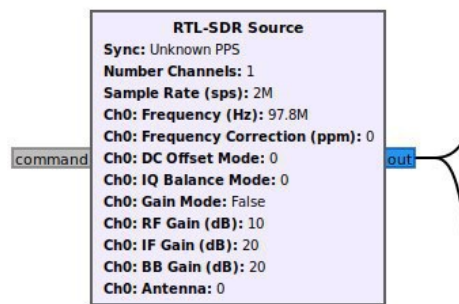 RTL-SDR Source
Sync: Unknown PPS
Number Channels: 1
Sample Rate (sps): 2M
Ch0: Frequency (Hz): 97.8M
Ch0: Frequency Correction (ppm): 0
command
Ch0: DC Offset Mode: 0
out
Ch0: IQ Balance Mode: 0
Ch0: Gain Mode: False
Ch0: RF Gain (dB): 10
Ch0: IF Gain (dB): 20
Ch0: BB Gain (dB): 20
Ch0: Antenna: 0